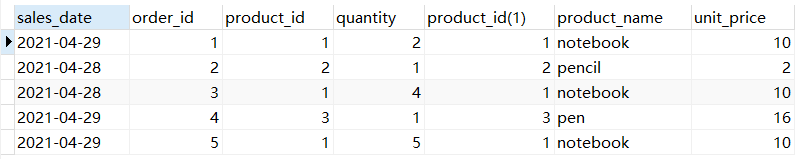 sales_date order_id product_id quantity product_id(1) product_name unit_price
2021-04-29 1 1 2 1 notebook 10
2021-04-28 2 2 1 2 pencil 2
2021-04-28 3 1 4 1 notebook 10
2021-04-29 4 3 1 3 pen 16
2021-04-29 5 1 5 1 notebook 10